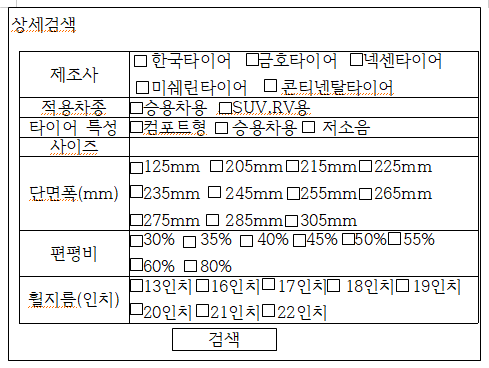 상세검색
제조사 □ 한국타이어 □금호타이어 □넥센타이어
□미쉐린타이어 □ 콘티넨탈타이어
적용차종 □승용차용 □SUV,RV용
타이어 특성 □컴포트형 □ 승용차용 □ 저소음
사이즈
단면폭(mm) □125mm □205mm □215mm □225mm
□235mm □ 245mm □255mm □265mm
□275mm □ 285mm □305mm
편평비 □30% □ 35% □ 40% □45% □50% □55%
□60% □80%
휠지름(인치) □13인치 □16인치 □17인치 □ 18인치 □ 19인치
□20인치 □21인치 □22인치
검색